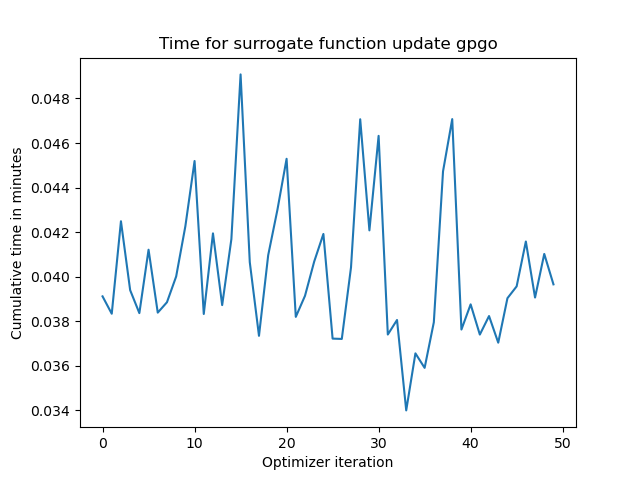 Time for surrogate function update gpgo
Cumulative time in minutes
0.048
0.046
0.044
0.042
0.040
0.038
0.036
0.034
0 10 20 30 40 50
Optimizer iteration